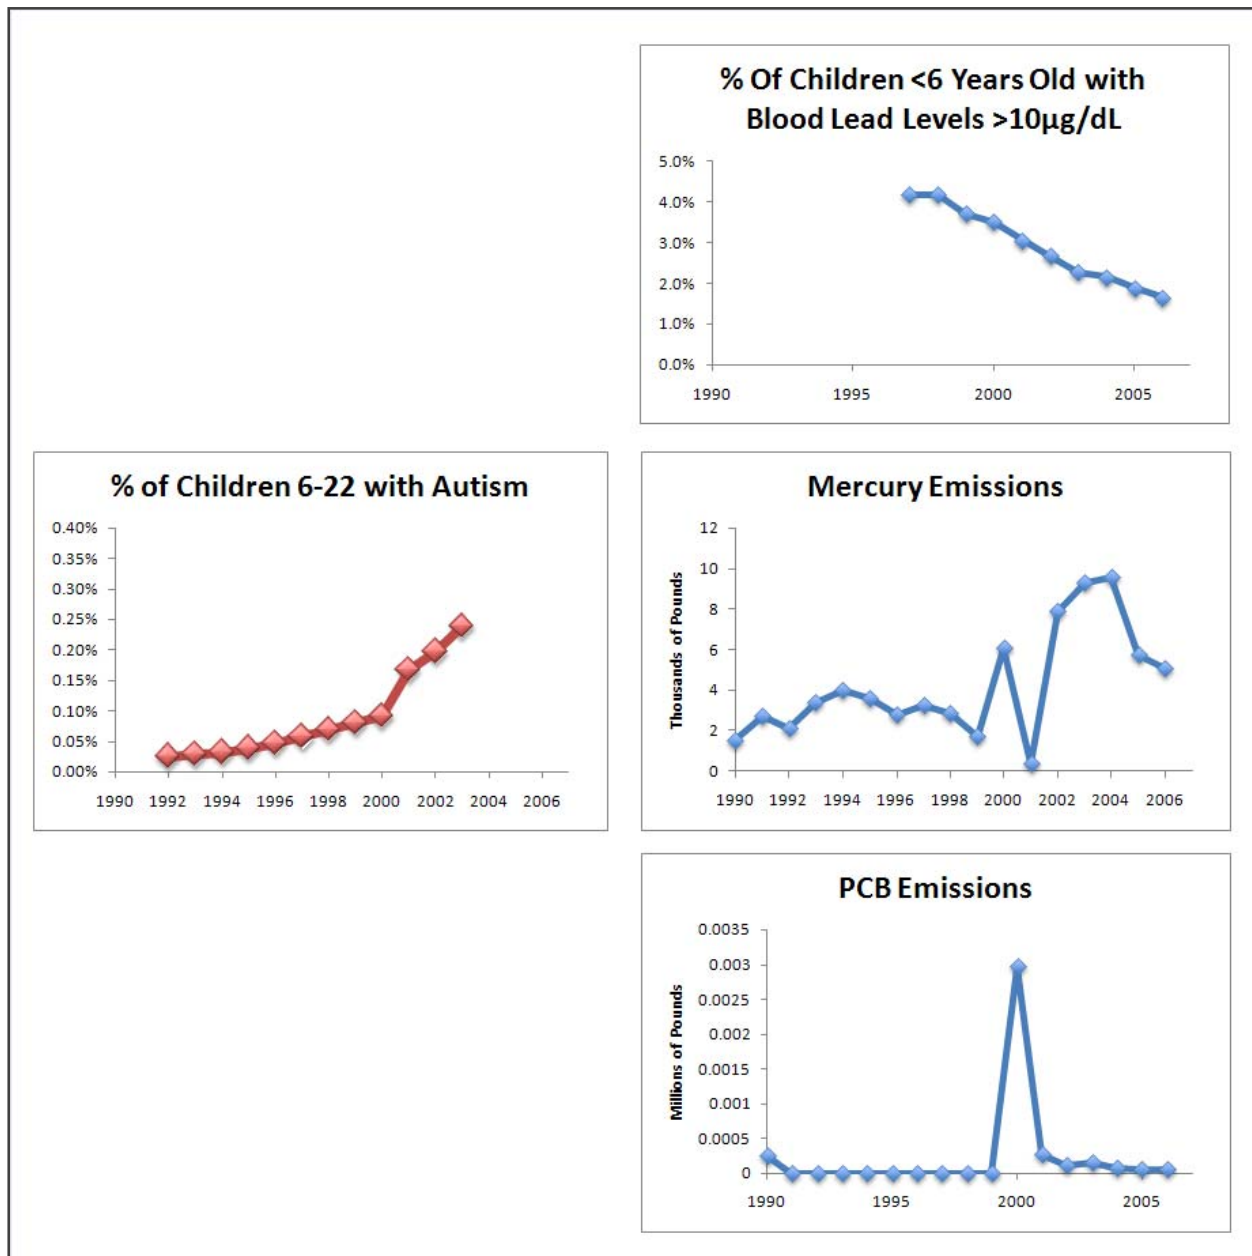 % Of Children <6 Years Old with
Blood Lead Levels >10µg/dL
5.0%
4.0%
3.0%
2.0%
1.0%
0.0%
1990 1995 2000 2005
% of Children 6-22 with Autism
0.40%
0.35%
0.30%
0.25%
0.20%
0.15%
0.10%
0.05%
0.00%
1990 1992 1994 1996 1998 2000 2002 2004 2006
Mercury Emissions
Thousands of Pounds
12
10
8
6
4
2
0
1990 1992 1994 1996 1998 2000 2002 2004 2006
PCB Emissions
Millions of Pounds
0.0035
0.003
0.0025
0.002
0.0015
0.001
0.0005
0
1990 1995 2000 2005